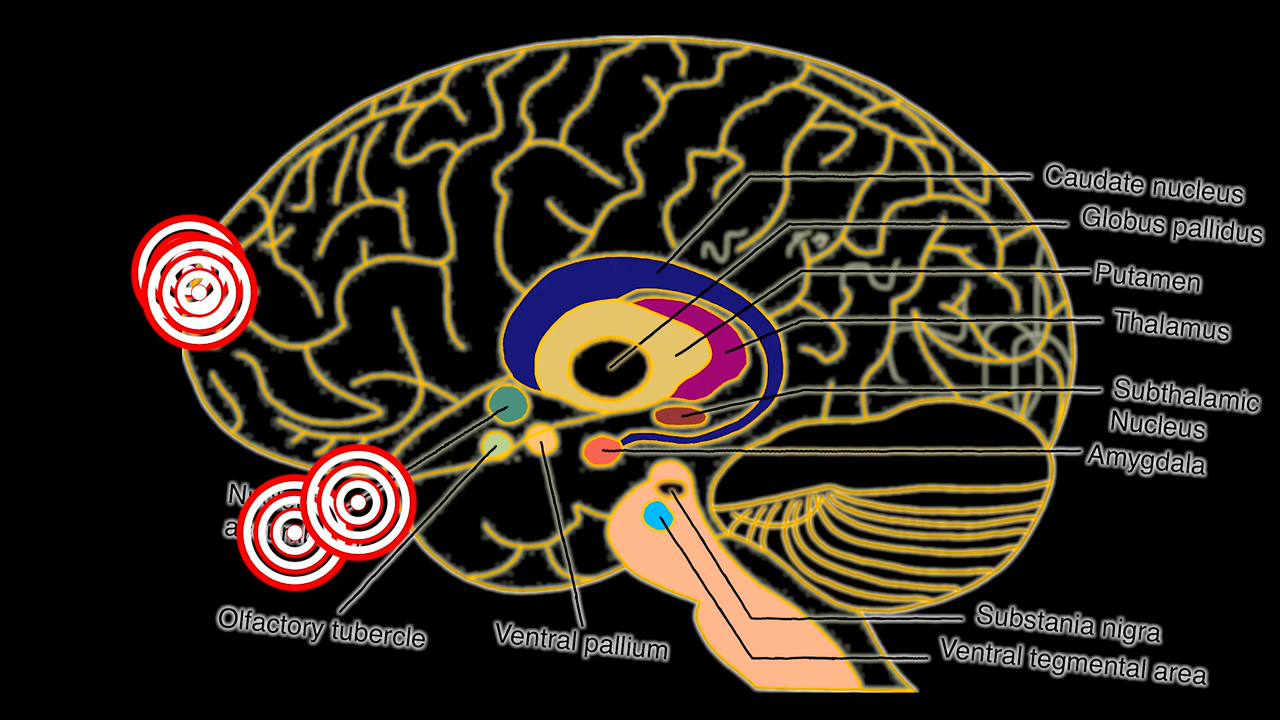 Caudate nucleus
Globus pallidus
Putamen
Thalamus
Subthalamic
Nucleus
Amygdala
Substania nigra
Ventral tegmental area
Olfactory tubercle
Ventral pallium